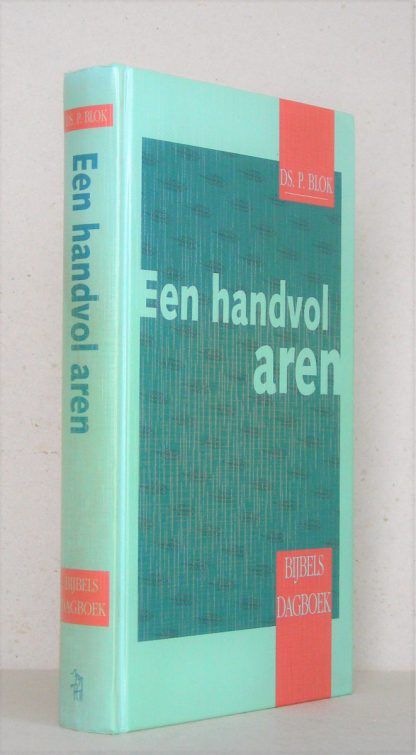 DS. P. BLOK
Een handvol aren
BIJBELS
DAGBOEK
DS. P. BLOK
Een handvol
aren
BIJBELS
DAGBOEK